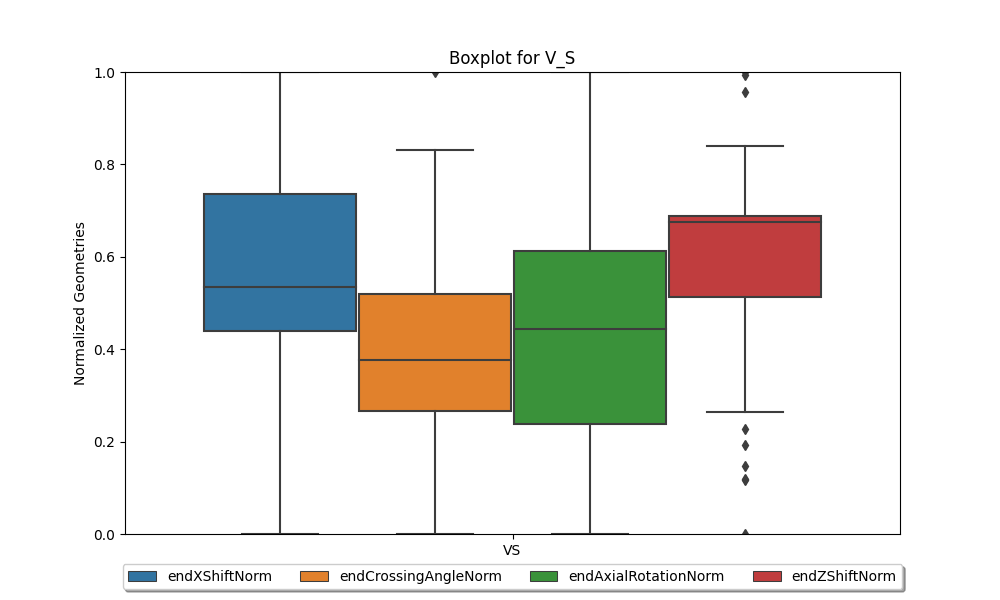 Boxplot for V_S
1.0
0.8
0.6
0.4
0.2
0.0
Normalized Geometries
VS
endXShiftNorm endCrossingAngleNorm endAxialRotationNorm endZShiftNorm